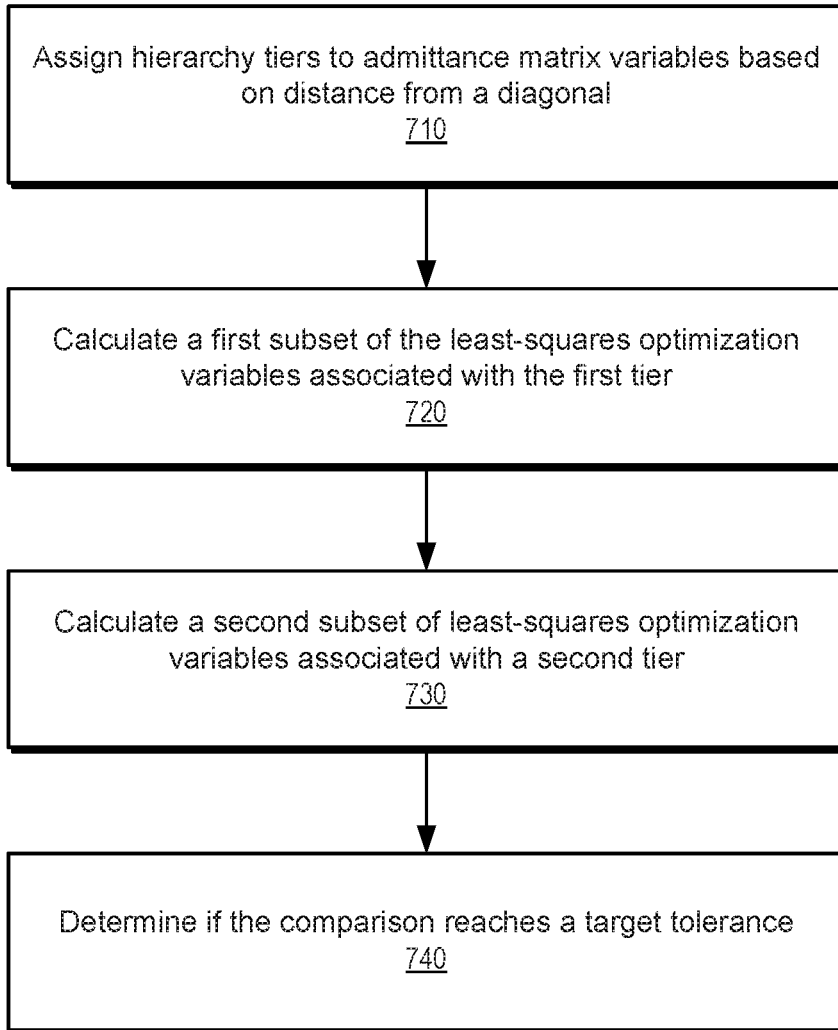 Assign hierarchy tiers to admittance matrix variables based
on distance from a diagonal
710
Calculate a first subset of the least-squares optimization
variables associated with the first tier
720
Calculate a second subset of least-squares optimization
variables associated with a second tier
730
Determine if the comparison reaches a target tolerance
740